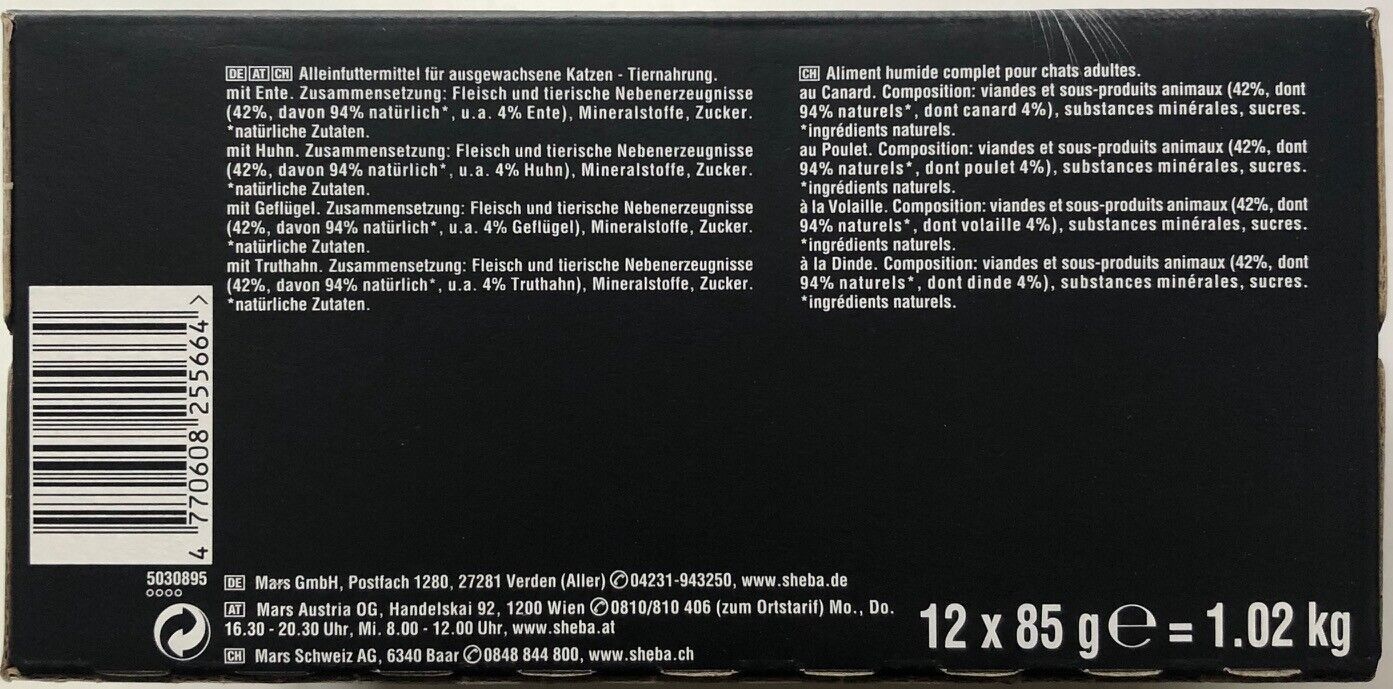 DE AT CH Alleinfuttermittel für ausgewachsene Katzen - Tiernahrung.
mit Ente. Zusammensetzung: Fleisch und tierische Nebenerzeugnisse
(42%, davon 94% natürlich*, u.a. 4% Ente), Mineralstoffe, Zucker.
*natürliche Zutaten.
mit Huhn. Zusammensetzung: Fleisch und tierische Nebenerzeugnisse
(42%, davon 94% natürlich*, u.a. 4% Huhn), Mineralstoffe, Zucker.
*natürliche Zutaten.
mit Geflügel. Zusammensetzung: Fleisch und tierische Nebenerzeugnisse
(42%, davon 94% natürlich*, u.a. 4% Geflügel), Mineralstoffe, Zucker.
*natürliche Zutaten.
mit Truthahn. Zusammensetzung: Fleisch und tierische Nebenerzeugnisse
(42%, davon 94% natürlich*, u.a. 4% Truthahn), Mineralstoffe, Zucker.
*natürliche Zutaten.
CH Aliment humide complet pour chats adultes.
au Canard. Composition: viandes et sous-produits animaux (42%, dont
94% naturels*, dont canard 4%), substances minérales, sucres.
*ingrédients naturels.
au Poulet. Composition: viandes et sous-produits animaux (42%, dont
94% naturels*, dont poulet 4%), substances minérales, sucres.
*ingrédients naturels.
à la Volaille. Composition: viandes et sous-produits animaux (42%, dont
94% naturels*, dont volaille 4%), substances minérales, sucres.
*ingrédients naturels.
à la Dinde. Composition: viandes et sous-produits animaux (42%, dont
94% naturels*, dont dinde 4%), substances minérales, sucres.
*ingrédients naturels.
4 770608 255664 >
5030895
DE Mars GmbH, Postfach 1280, 27281 Verden (Aller) ✆04231-943250, www.sheba.de
AT Mars Austria OG, Handelskai 92, 1200 Wien ✆0810/810 406 (zum Ortstarif) Mo., Do.
16.30 - 20.30 Uhr, Mi. 8.00 - 12.00 Uhr, www.sheba.at
CH Mars Schweiz AG, 6340 Baar ✆0848 844 800, www.sheba.ch
12 x 85 g ℮ = 1.02 kg